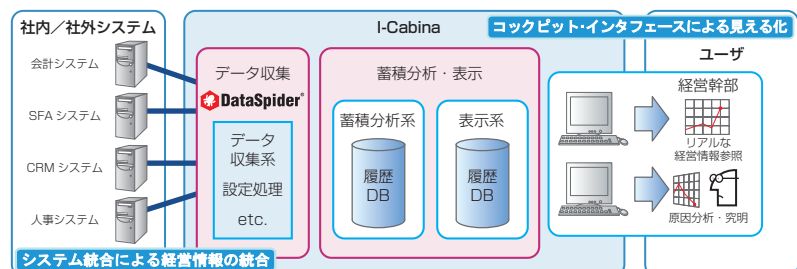 社内／社外システム
I-Cabina
コックピット・インタフェースによる見える化
ユーザ
会計システム
SFA システム
CRM システム
人事システム
データ収集
DataSpider®
データ
収集系
設定処理
etc.
蓄積分析・表示
蓄積分析系
履歴
DB
表示系
履歴
DB
経営幹部
リアルな
経営情報参照
原因分析・究明
システム統合による経営情報の統合